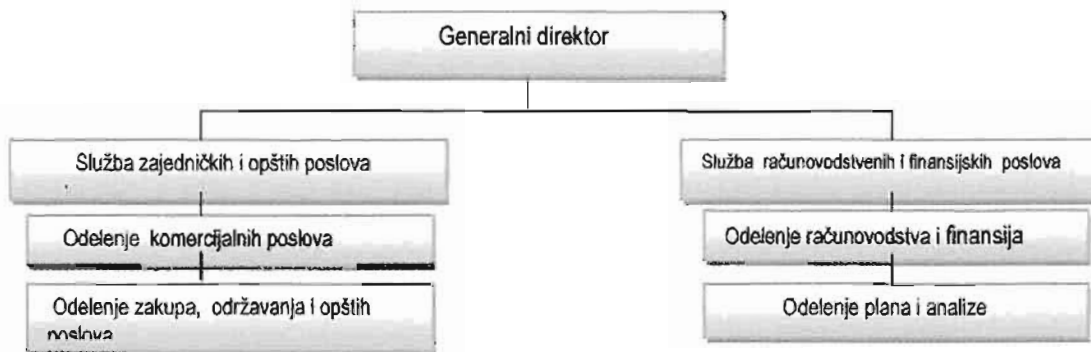 Generalni direktor
Služba zajedničkih i opštih poslova
Služba računovodstvenih i finansijskih poslova
Odelenje komercijalnih poslova
Odelenje računovodstva i finansija
Odelenje zakupa, održavanja i opštih
poslova
Odelenje plana i analize